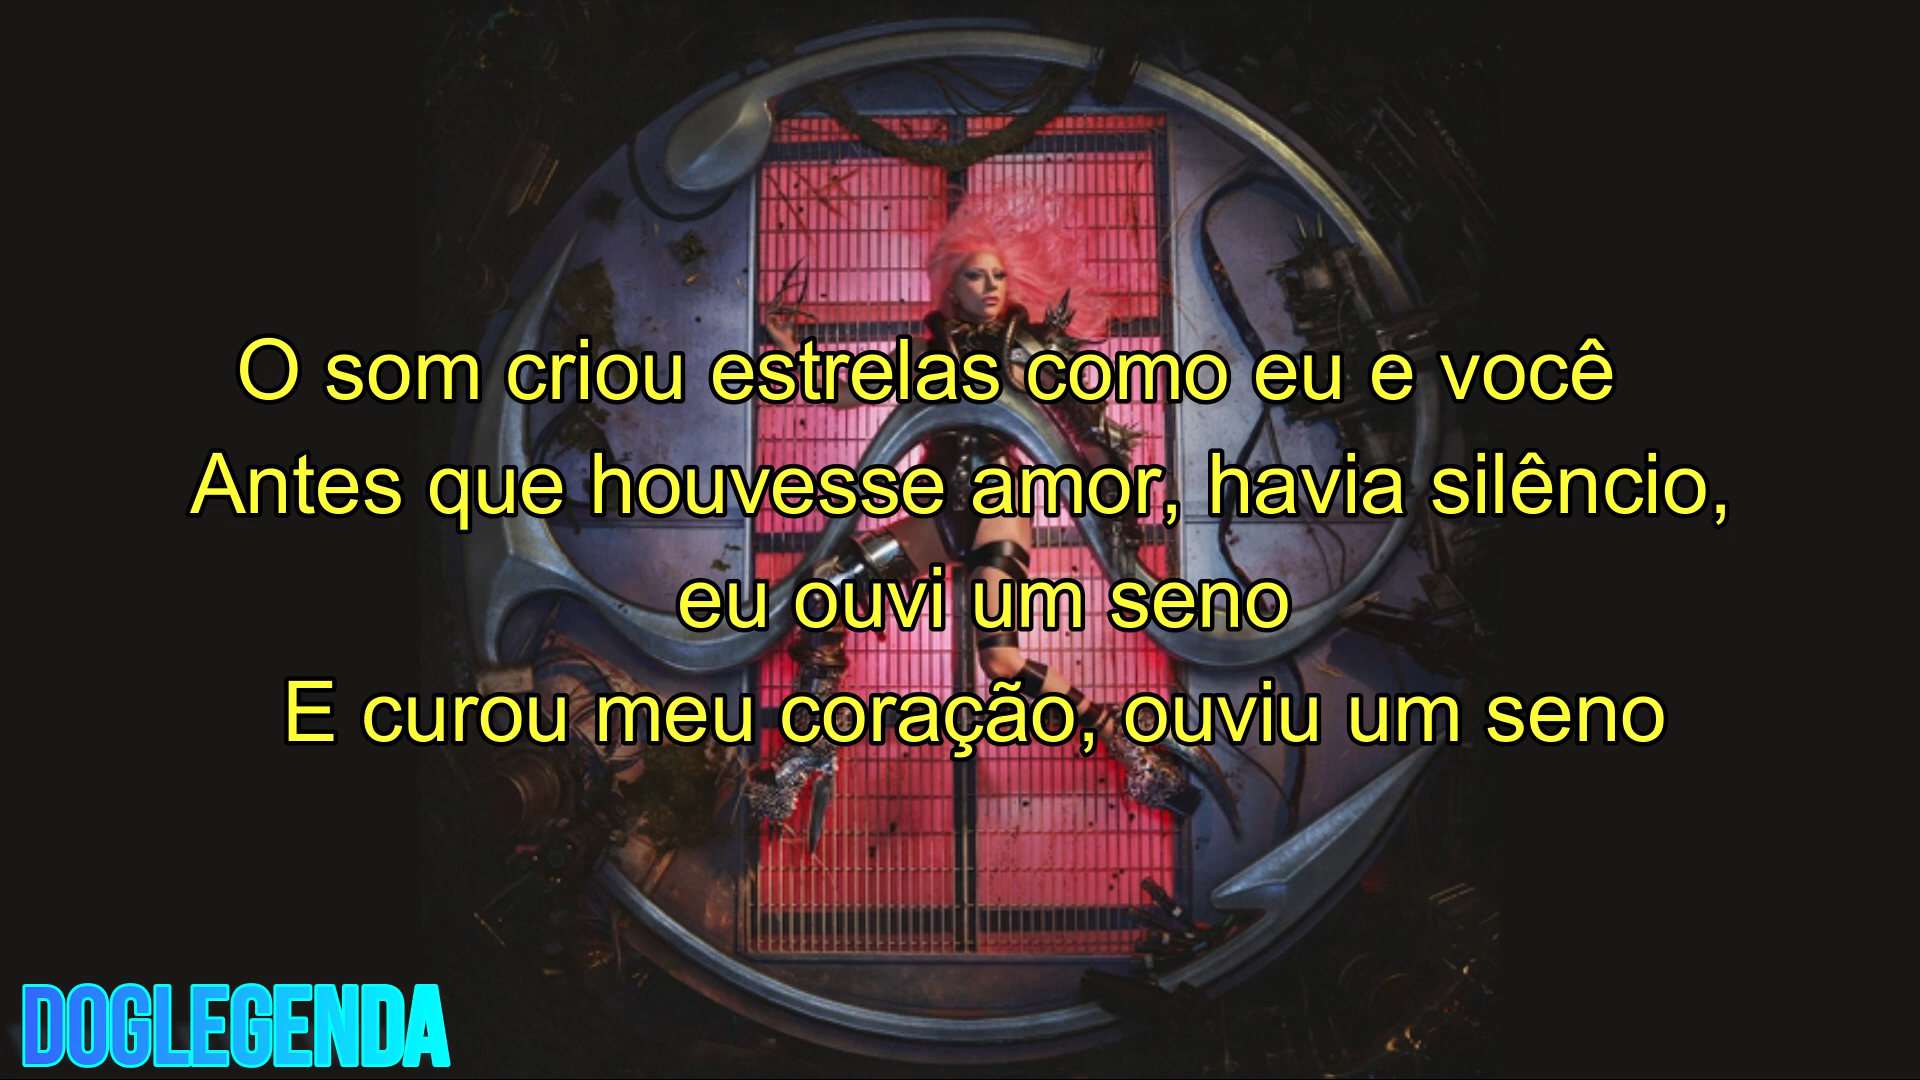 O som criou estrelas como eu e você
Antes que houvesse amor, havia silêncio,
eu ouvi um seno
E curou meu coração, ouviu um seno
DOGLEGENDA